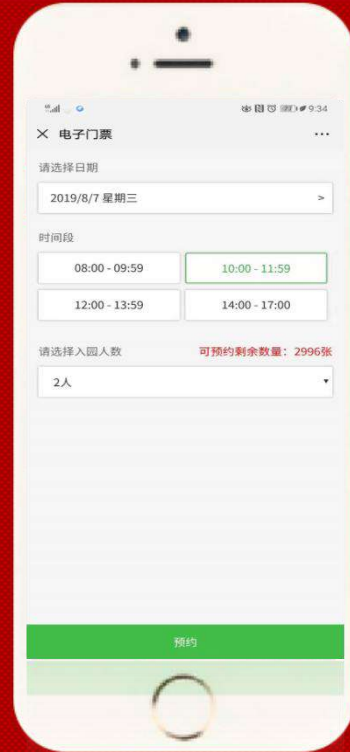 9:34
电子门票
请选择日期
2019/8/7 星期三 >
时间段
08:00 - 09:59 10:00 - 11:59
12:00 - 13:59 14:00 - 17:00
请选择入园人数 可预约剩余数量：2996张
2人
预约